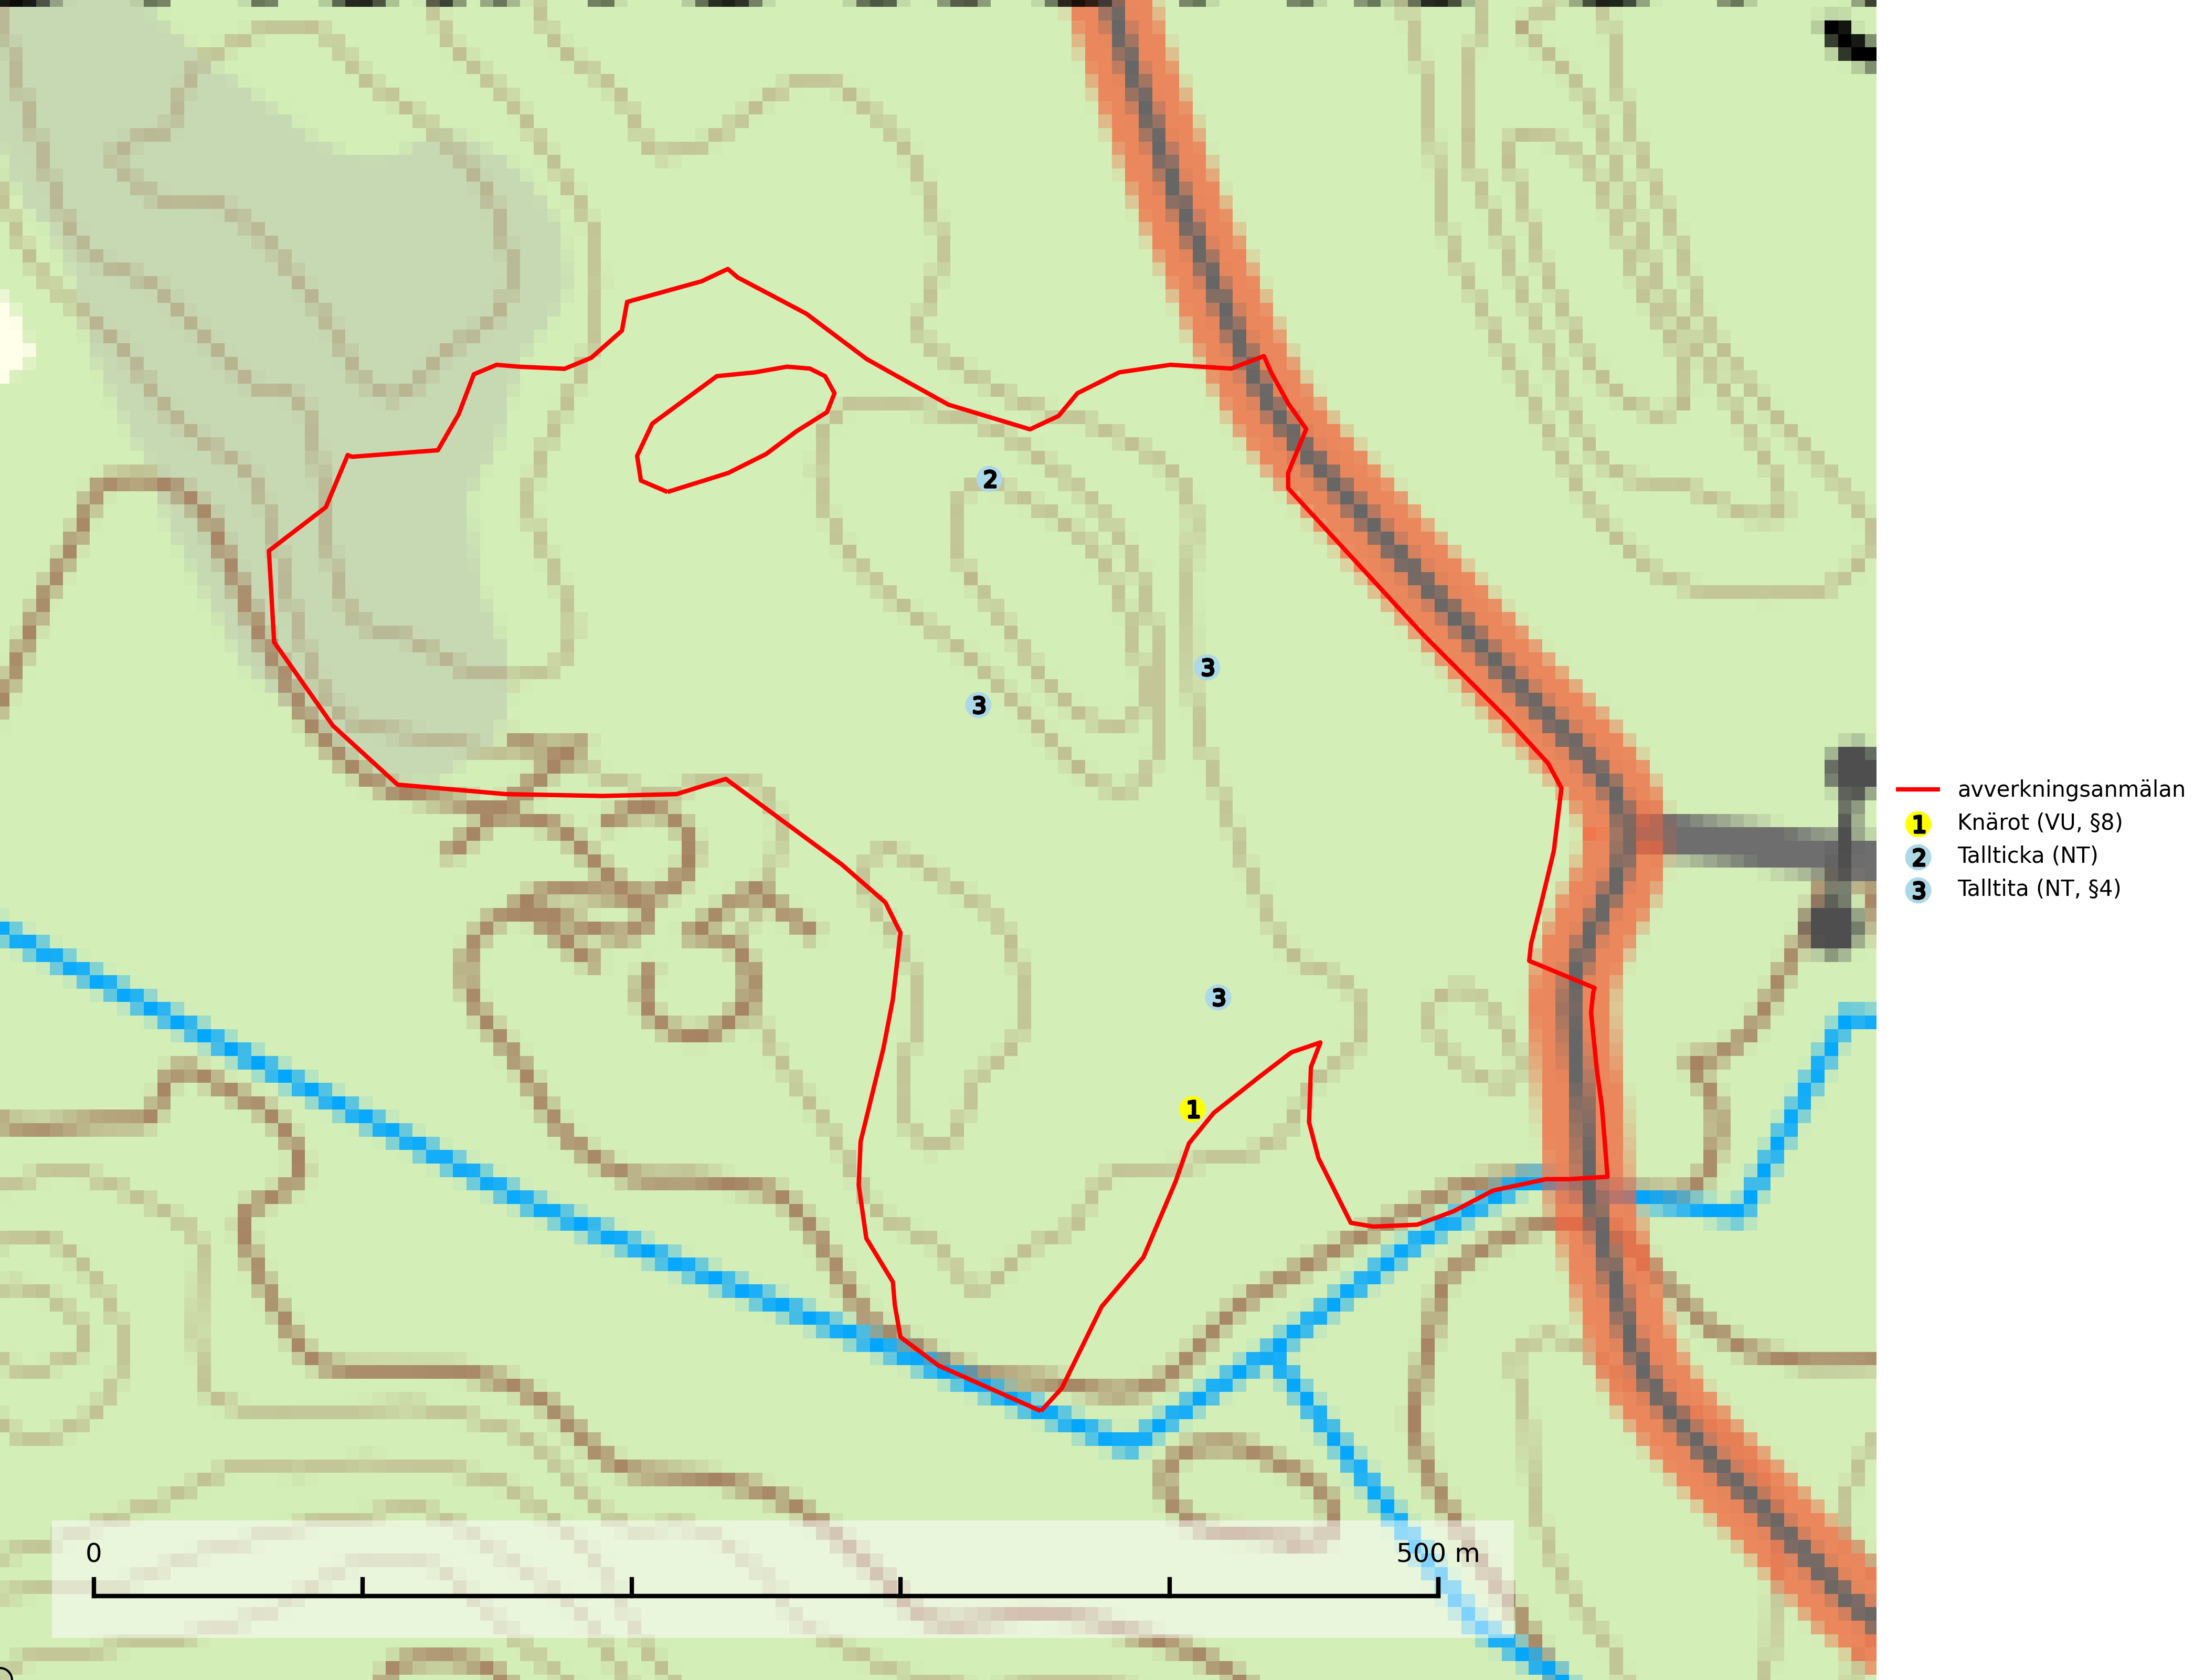 2
3
3
3
1
35
0
500 m
avverkningsanmälan
1 Knärot (VU, §8)
2 Tallticka (NT)
3 Talltita (NT, §4)